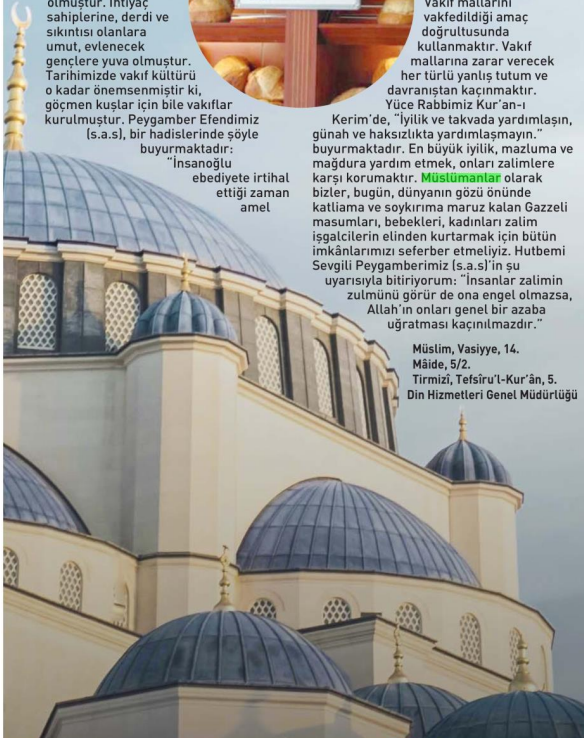 olmuştur. İhtiyaç
sahiplerine, derdi ve
sıkıntısı olanlara
umut, evlenecek
gençlere yuva olmuştur.
Tarihimizde vakıf kültürü
o kadar önemsenmiştir ki,
göçmen kuşlar için bile vakıflar
kurulmuştur. Peygamber Efendimiz
(s.a.s), bir hadislerinde şöyle
buyurmaktadır:
“İnsanoğlu
ebediyete irtihal
ettiği zaman
amel
Vakıf mallarını
vakfedildiği amaç
doğrultusunda
kullanmaktır. Vakıf
mallarına zarar verecek
her türlü yanlış tutum ve
davranıştan kaçınmaktır.
Yüce Rabbimiz Kur’an-ı
Kerim’de, “İyilik ve takvada yardımlaşın,
günah ve haksızlıkta yardımlaşmayın.”
buyurmaktadır. En büyük iyilik, mazluma ve
mağdura yardım etmek, onları zalimlere
karşı korumaktır. Müslümanlar olarak
bizler, bugün, dünyanın gözü önünde
katliama ve soykırıma maruz kalan Gazzeli
masumları, bebekleri, kadınları zalim
işgalcilerin elinden kurtarmak için bütün
imkânlarımızı seferber etmeliyiz. Hutbemi
Sevgili Peygamberimiz (s.a.s)’in şu
uyarısıyla bitiriyorum: “İnsanlar zalimin
zulmünü görür de ona engel olmazsa,
Allah’ın onları genel bir azaba
uğratması kaçınılmazdır.”
Müslim, Vasiyye, 14.
Mâide, 5/2.
Tirmizî, Tefsîru’l-Kur’ân, 5.
Din Hizmetleri Genel Müdürlüğü